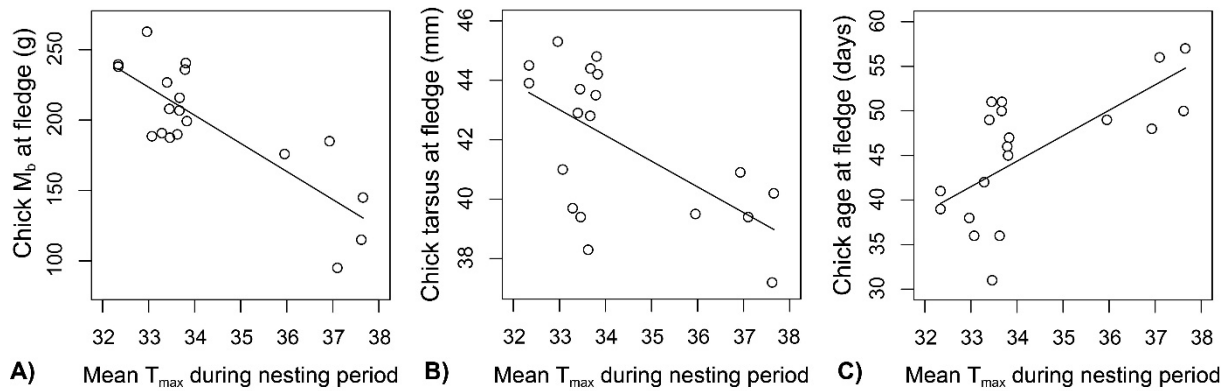 Chick Mb at fledge (g)
250
200
150
100
32 33 34 35 36 37 38
A) Mean Tmax during nesting period
Chick tarsus at fledge (mm)
46
44
42
40
38
32 33 34 35 36 37 38
B) Mean Tmax during nesting period
Chick age at fledge (days)
60
55
50
45
40
35
30
32 33 34 35 36 37 38
C) Mean Tmax during nesting period